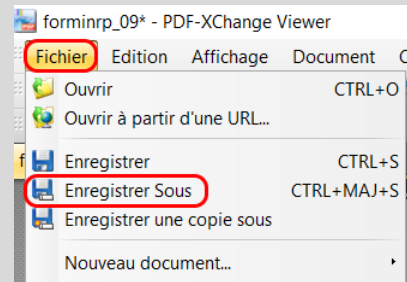 forminrp_09* - PDF-XChange Viewer
Fichier Edition Affichage Document
Ouvrir CTRL+O
Ouvrir à partir d'une URL...
Enregistrer CTRL+S
Enregistrer Sous CTRL+MAJ+S
Enregistrer une copie sous
Nouveau document...